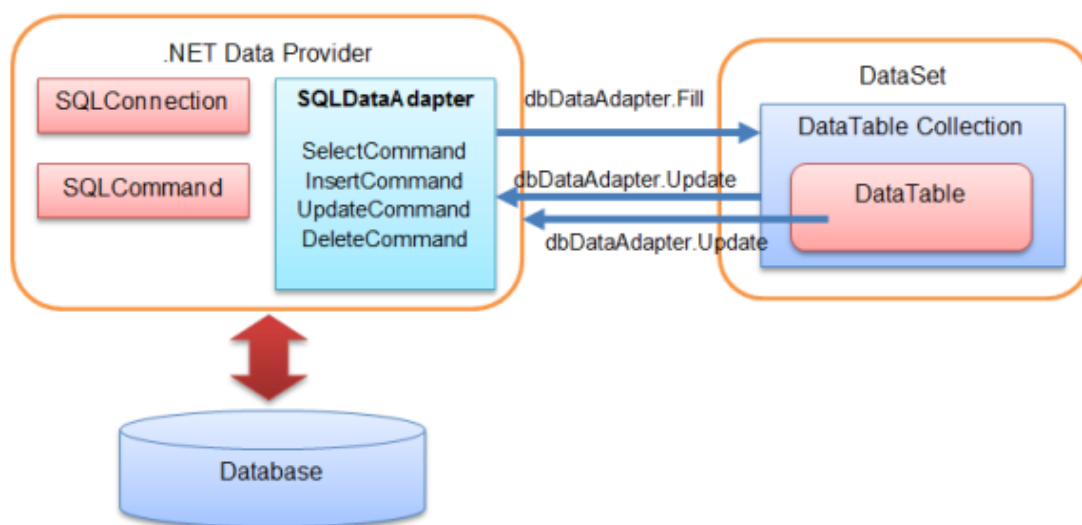 .NET Data Provider
SQLConnection
SQLCommand
SQLDataAdapter
SelectCommand
InsertCommand
UpdateCommand
DeleteCommand
dbDataAdapter.Fill
dbDataAdapter.Update
dbDataAdapter.Update
DataSet
DataTable Collection
DataTable
Database